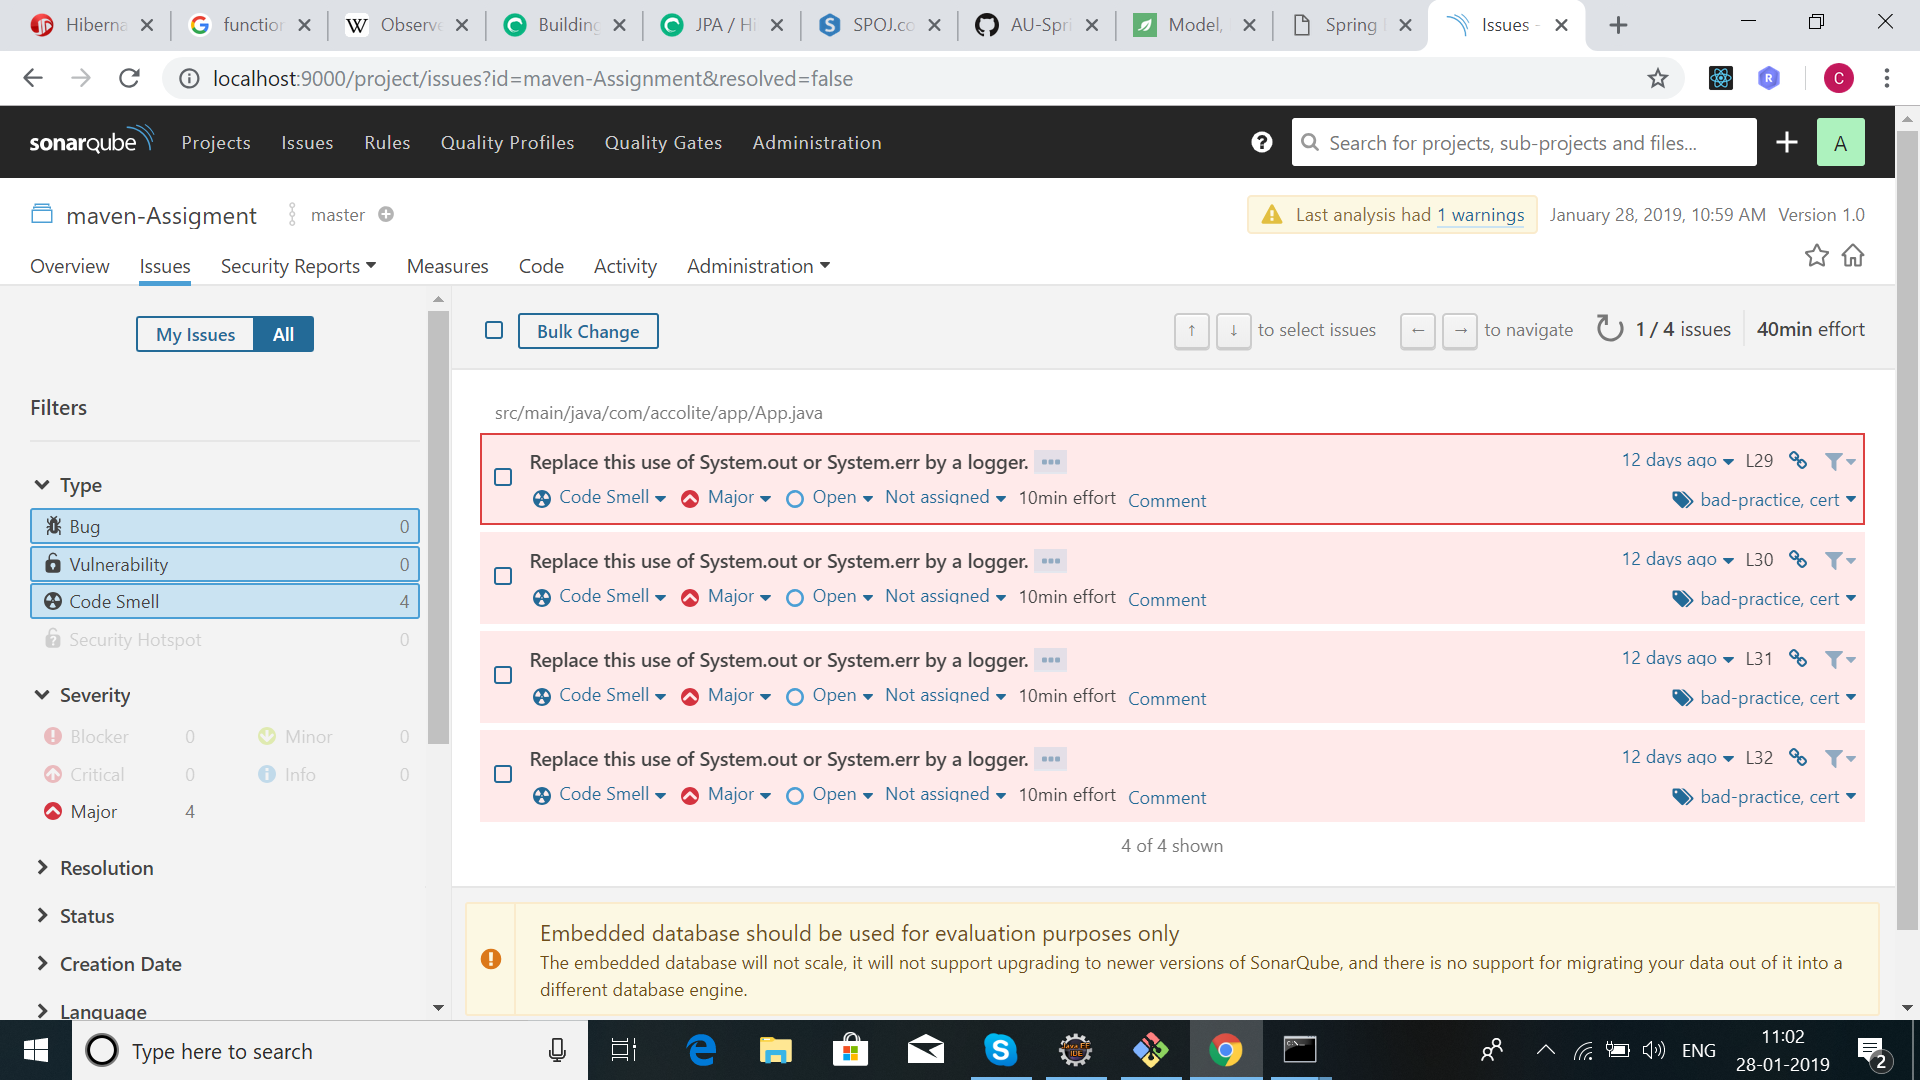 Hiberna
function
W Observe
Building
JPA / Hi
SPOJ.co
AU-Spri
Model,
Spring
Issues -
localhost:9000/project/issues?id=maven-Assignment&resolved=false
R
C
sonarqube Projects Issues Rules Quality Profiles Quality Gates Administration
Search for projects, sub-projects and files...
A
maven-Assigment master
Last analysis had 1 warnings January 28, 2019, 10:59 AM Version 1.0
Overview Issues Security Reports Measures Code Activity Administration
My Issues All
Bulk Change
↑ ↓ to select issues ← → to navigate 1 / 4 issues 40min effort
Filters
Type
Bug 0
Vulnerability 0
Code Smell 4
Security Hotspot 0
Severity
Blocker 0 Minor 0
Critical 0 Info 0
Major 4
Resolution
Status
Creation Date
Language
src/main/java/com/accolite/app/App.java
Replace this use of System.out or System.err by a logger. 12 days ago L29
Code Smell Major Open Not assigned 10min effort Comment bad-practice, cert
Replace this use of System.out or System.err by a logger. 12 days ago L30
Code Smell Major Open Not assigned 10min effort Comment bad-practice, cert
Replace this use of System.out or System.err by a logger. 12 days ago L31
Code Smell Major Open Not assigned 10min effort Comment bad-practice, cert
Replace this use of System.out or System.err by a logger. 12 days ago L32
Code Smell Major Open Not assigned 10min effort Comment bad-practice, cert
4 of 4 shown
Embedded database should be used for evaluation purposes only
The embedded database will not scale, it will not support upgrading to newer versions of SonarQube, and there is no support for migrating your data out of it into a
different database engine.
Type here to search
ENG
11:02
28-01-2019
2